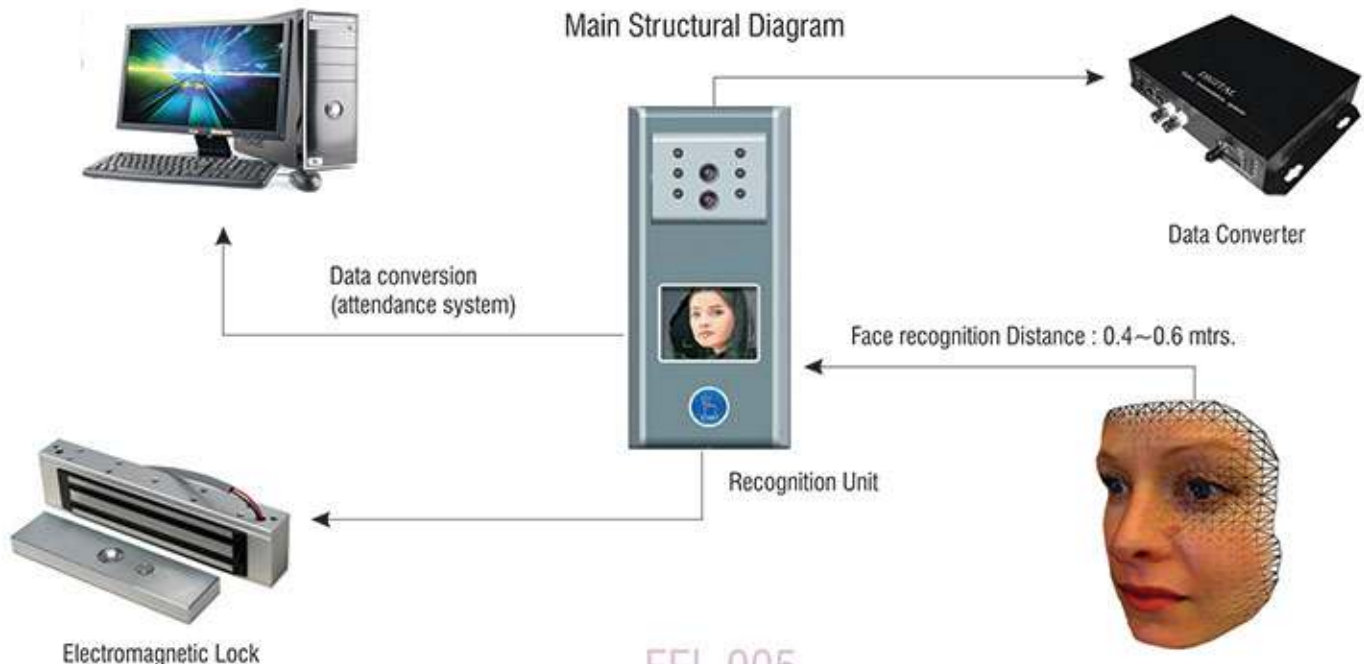 Main Structural Diagram
DIGITAL
Data Converter
Data conversion
(attendance system)
Face recognition Distance : 0.4~0.6 mtrs.
Recognition Unit
Electromagnetic Lock